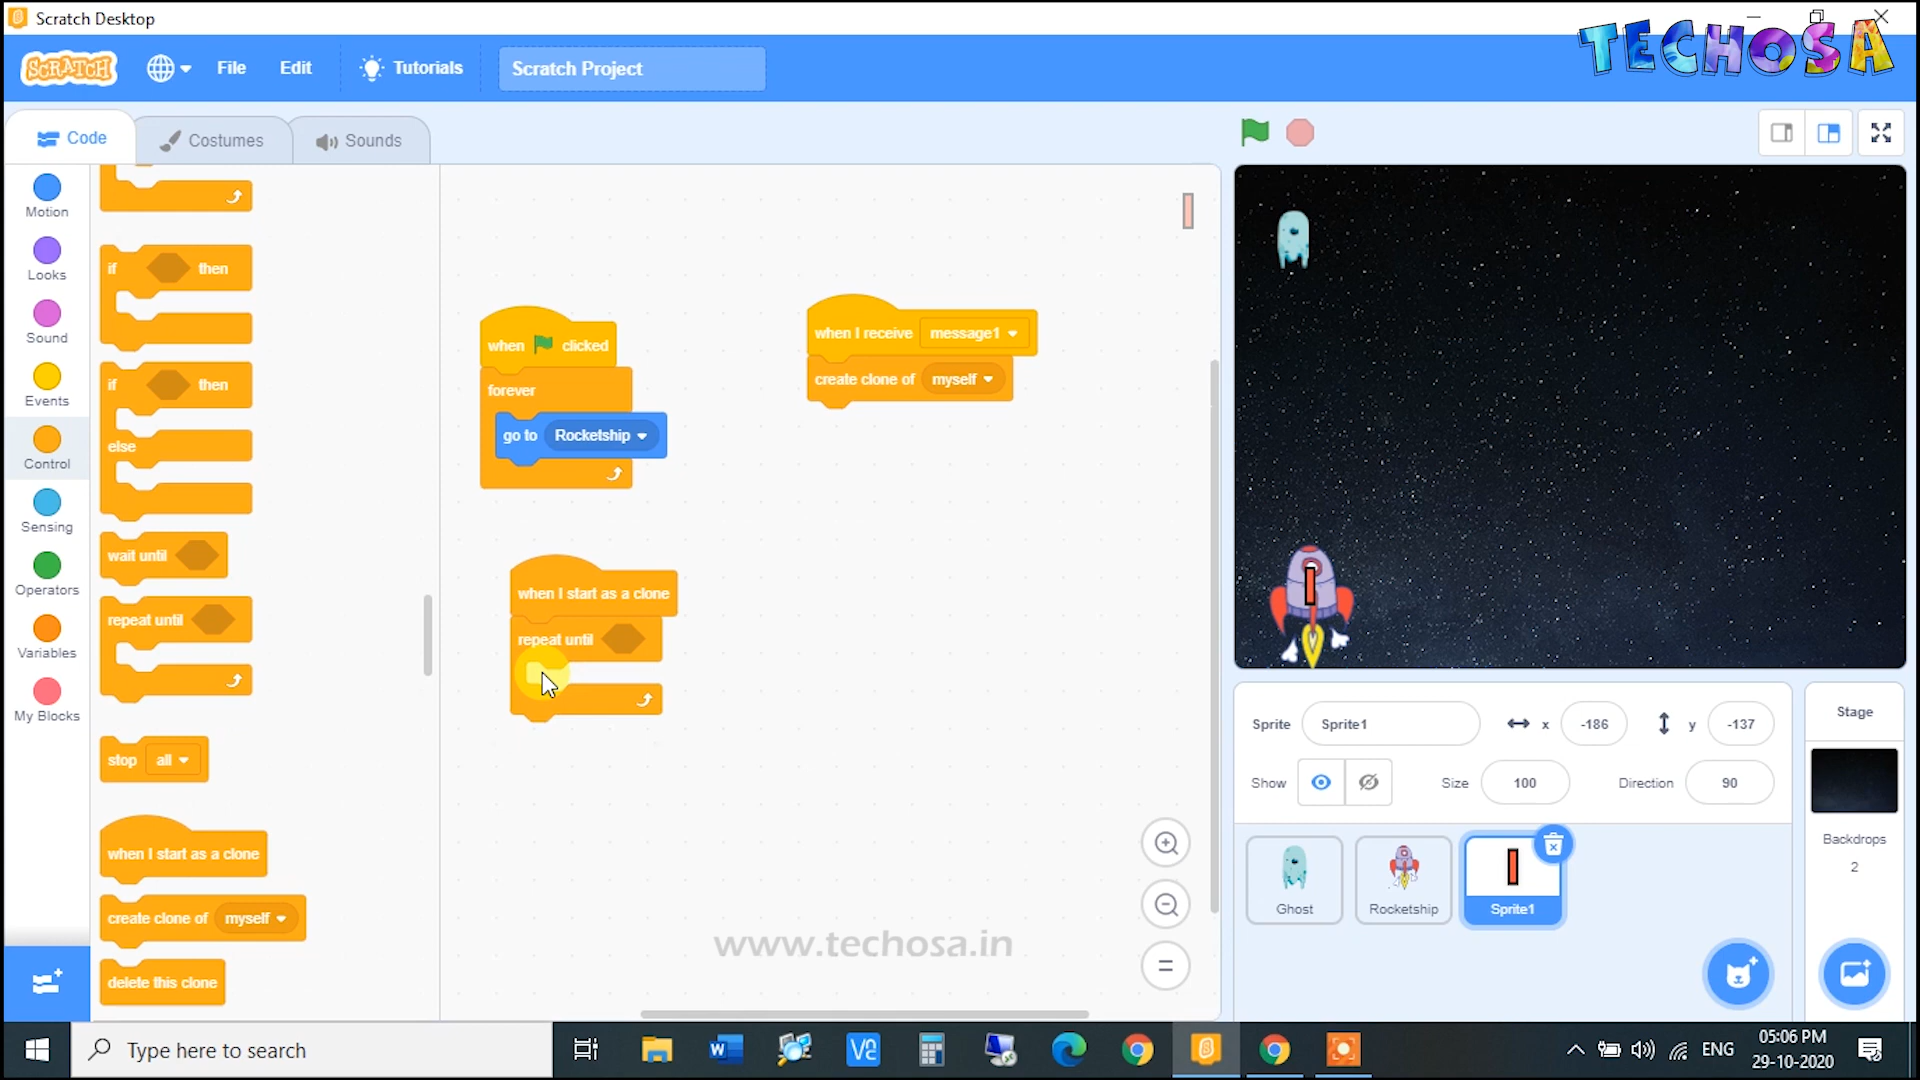 Scratch Desktop
TECHOSA
SCRATCH
File
Edit
Tutorials
Scratch Project
Code
Costumes
Sounds
Motion
Looks
Sound
Events
Control
Sensing
Operators
Variables
My Blocks
if then
if then
else
wait until
repeat until
stop all
when I start as a clone
create clone of myself
delete this clone
when clicked
forever
go to Rocketship
when I receive message1
create clone of myself
when I start as a clone
repeat until
www.techosa.in
Sprite Sprite1 x -186 y -137
Show Size 100 Direction 90
Ghost
Rocketship
Sprite1
Stage
Backdrops
2
Type here to search
ENG
05:06 PM
29-10-2020